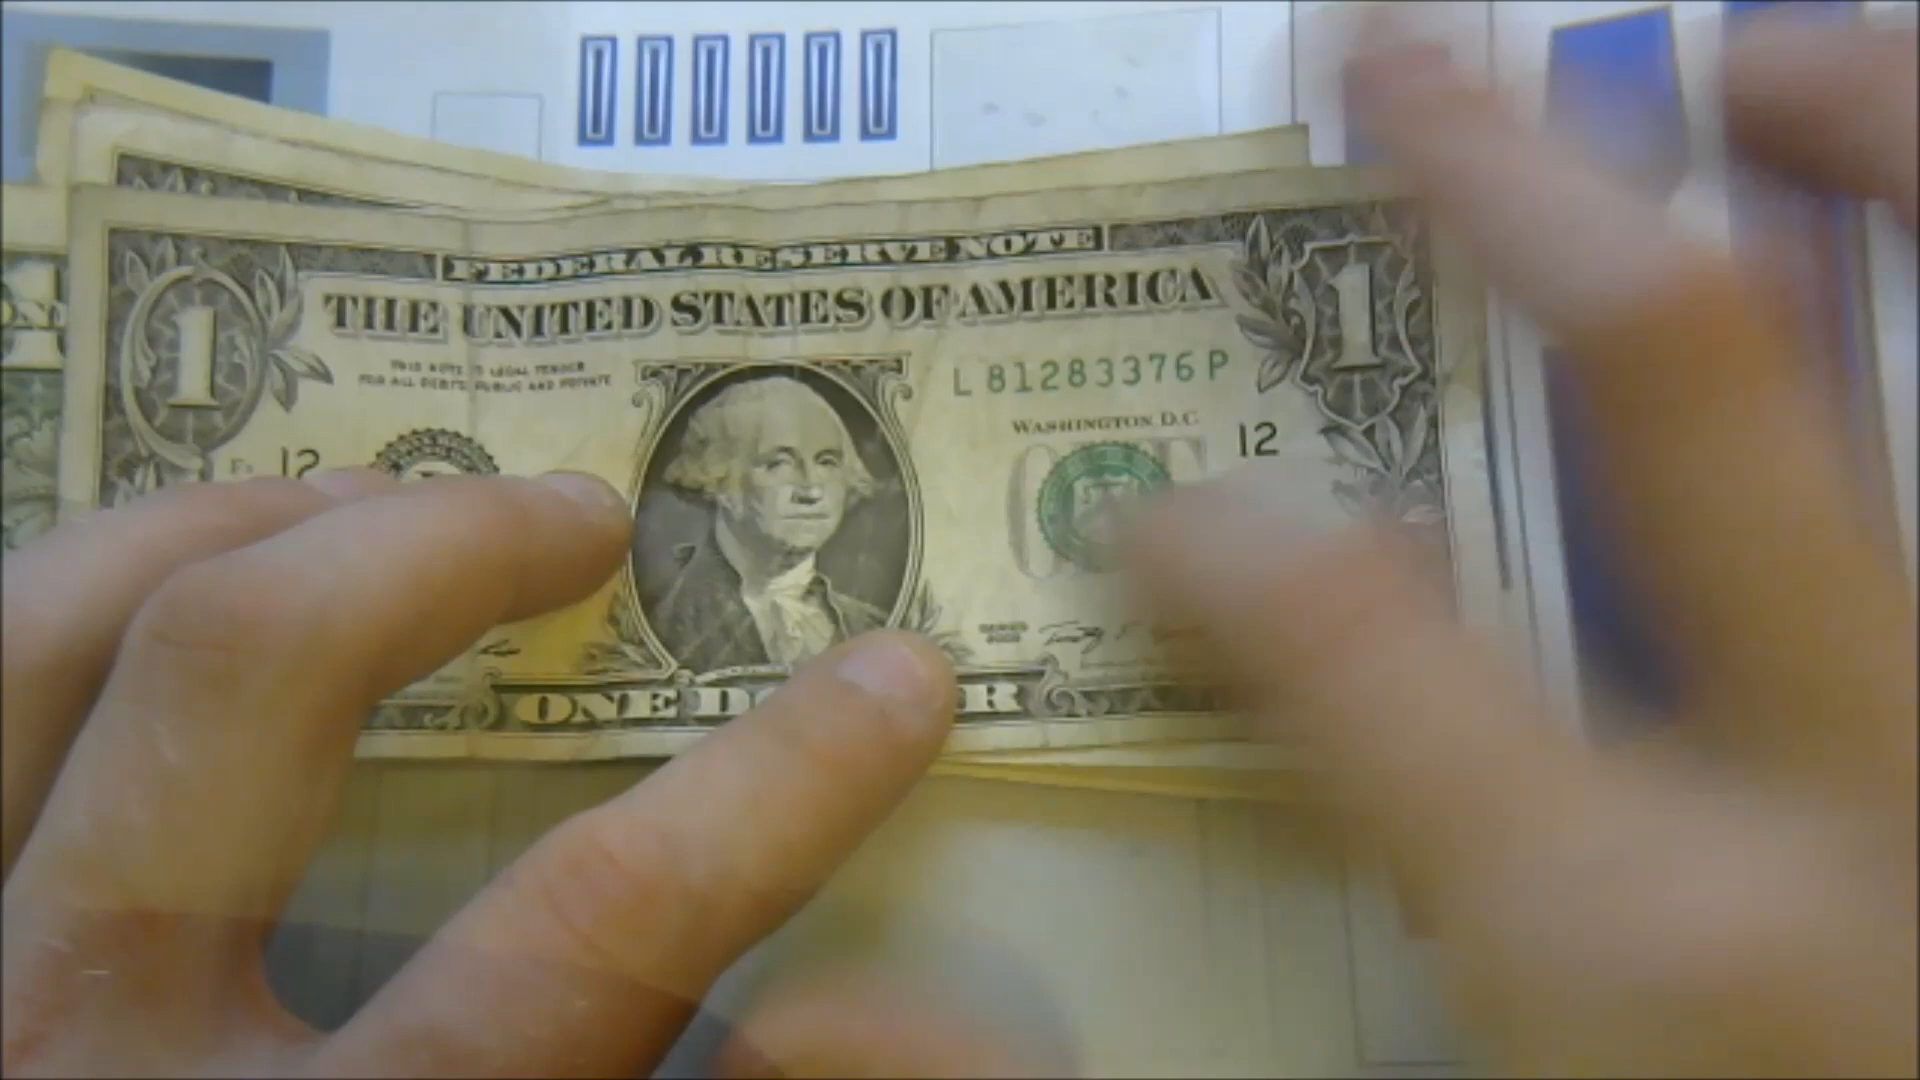 FEDERAL RESERVE NOTE
THE UNITED STATES OF AMERICA
1
1
THIS NOTE IS LEGAL TENDER
FOR ALL DEBTS, PUBLIC AND PRIVATE
L 81283376 P
WASHINGTON, D.C.
12
12
ONE D R